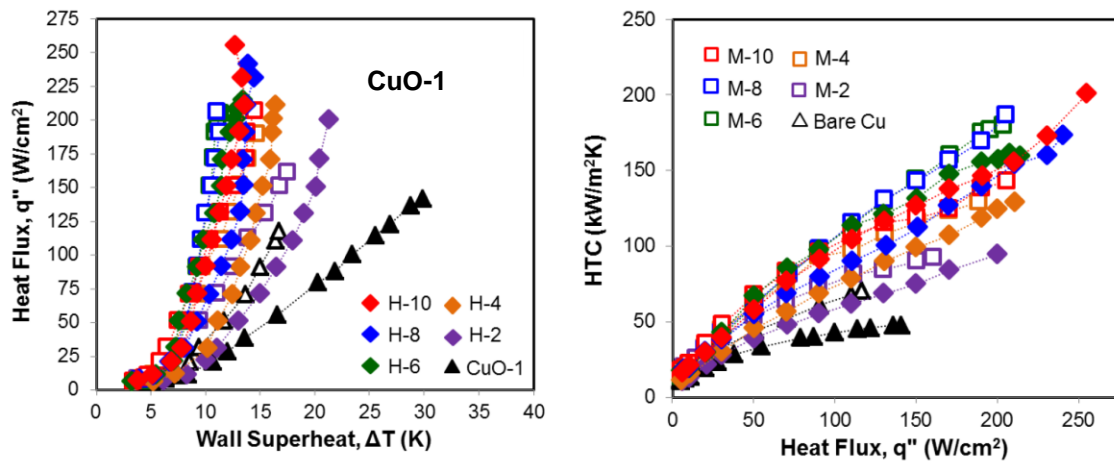 275
250
225
200
175
150
125
100
75
50
25
0
Heat Flux, q" (W/cm²)
CuO-1
H-10
H-4
H-8
H-2
H-6
CuO-1
0 5 10 15 20 25 30 35 40
Wall Superheat, ΔT (K)
250
200
150
100
50
0
HTC (kW/m²K)
M-10
M-4
M-8
M-2
M-6
Bare Cu
0 50 100 150 200 250
Heat Flux, q" (W/cm²)